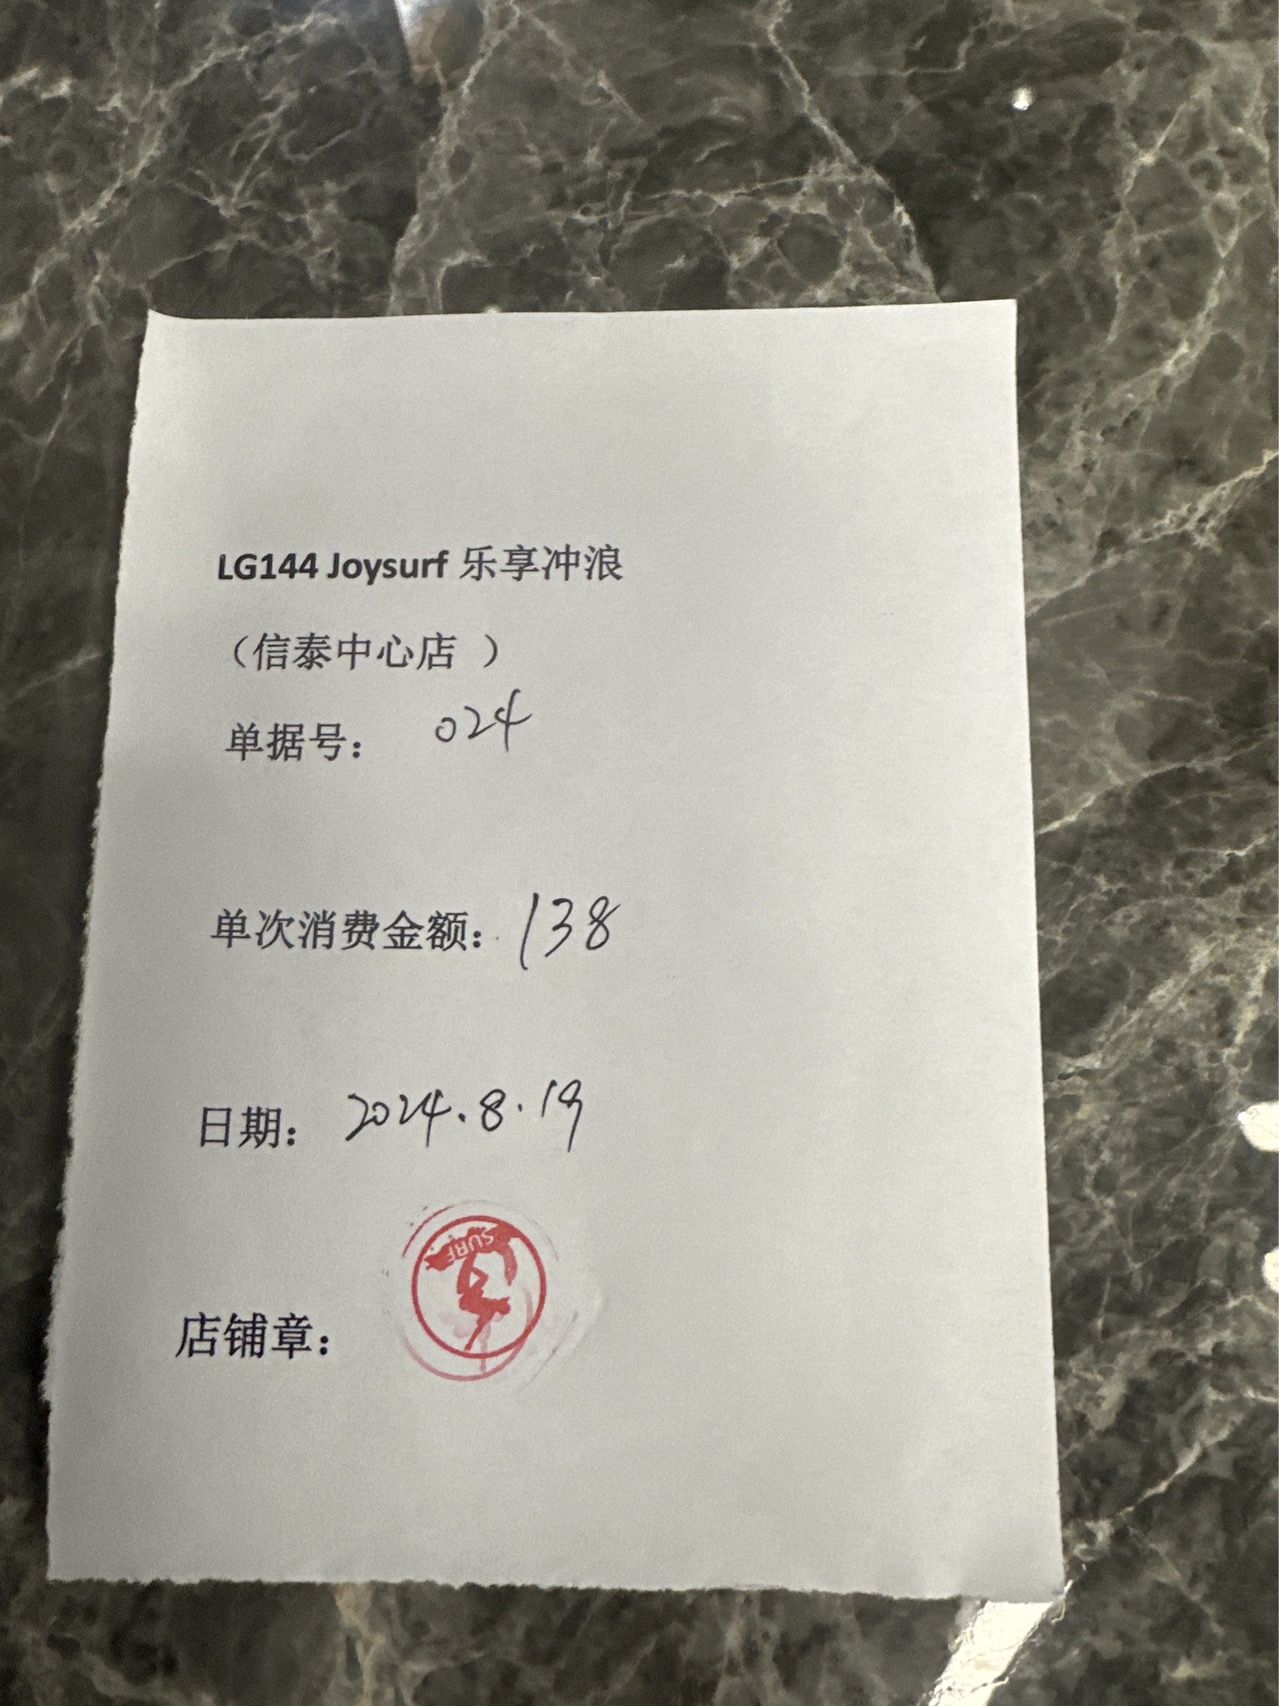 LG144 Joysurf 乐享冲浪
（信泰中心店 ）
单据号： 024
单次消费金额： 138
日期： 2024.8.19
店铺章：
SURF